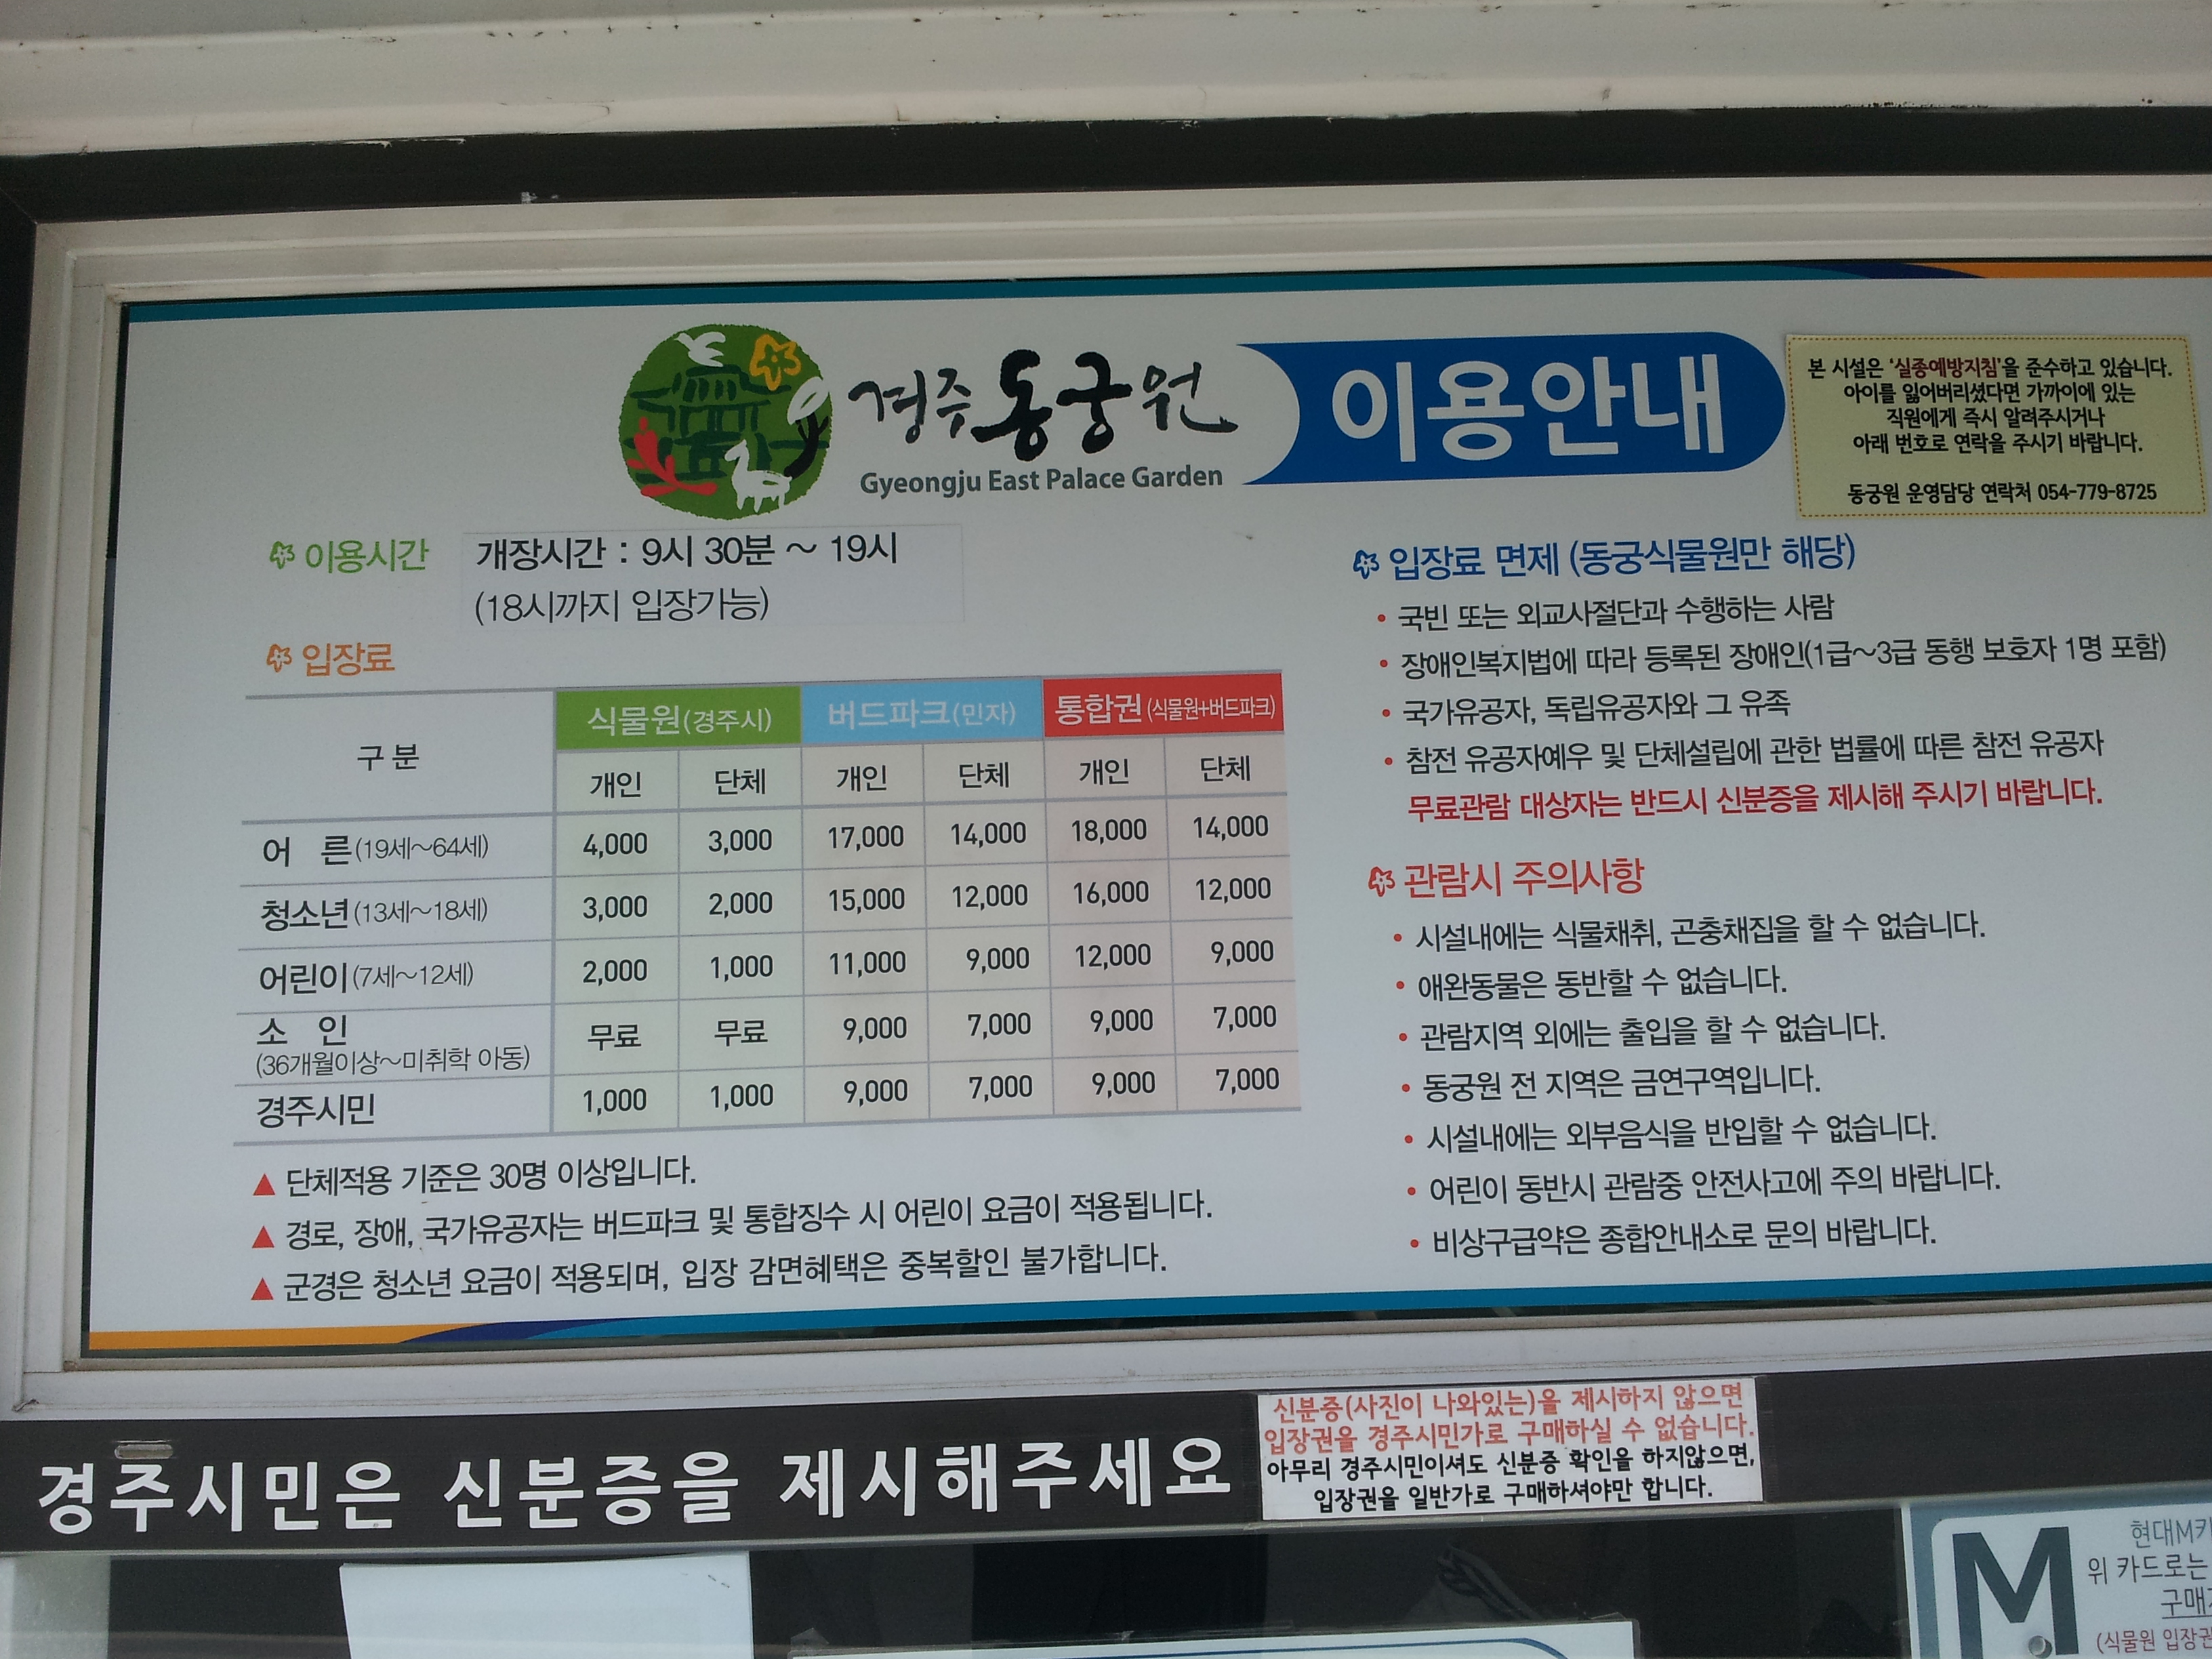 경주동궁원
Gyeongju East Palace Garden
이용안내
본 시설은 '실종예방지침'을 준수하고 있습니다.
아이를 잃어버리셨다면 가까이에 있는
직원에게 즉시 알려주시거나
아래 번호로 연락을 주시기 바랍니다.
동궁원 운영담당 연락처 054-779-8725
이용시간 개장시간 : 9시 30분 ~ 19시
(18시까지 입장가능)
입장료
구 분 식물원(경주시) 버드파크(민자) 통합권(식물원+버드파크)
개인 단체 개인 단체 개인 단체
어 른(19세~64세) 4,000 3,000 17,000 14,000 18,000 14,000
청소년(13세~18세) 3,000 2,000 15,000 12,000 16,000 12,000
어린이(7세~12세) 2,000 1,000 11,000 9,000 12,000 9,000
소 인 무료 무료 9,000 7,000 9,000 7,000
(36개월이상~미취학 아동)
경주시민 1,000 1,000 9,000 7,000 9,000 7,000
▲ 단체적용 기준은 30명 이상입니다.
▲ 경로, 장애, 국가유공자는 버드파크 및 통합징수 시 어린이 요금이 적용됩니다.
▲ 군경은 청소년 요금이 적용되며, 입장 감면혜택은 중복할인 불가합니다.
입장료 면제 (동궁식물원만 해당)
• 국빈 또는 외교사절단과 수행하는 사람
• 장애인복지법에 따라 등록된 장애인(1급~3급 동행 보호자 1명 포함)
• 국가유공자, 독립유공자와 그 유족
• 참전 유공자예우 및 단체설립에 관한 법률에 따른 참전 유공자
무료관람 대상자는 반드시 신분증을 제시해 주시기 바랍니다.
관람시 주의사항
• 시설내에는 식물채취, 곤충채집을 할 수 없습니다.
• 애완동물은 동반할 수 없습니다.
• 관람지역 외에는 출입을 할 수 없습니다.
• 동궁원 전 지역은 금연구역입니다.
• 시설내에는 외부음식을 반입할 수 없습니다.
• 어린이 동반시 관람중 안전사고에 주의 바랍니다.
• 비상구급약은 종합안내소로 문의 바랍니다.
경주시민은 신분증을 제시해주세요
신분증(사진이 나와있는)을 제시하지 않으면
입장권을 경주시민가로 구매하실 수 없습니다.
아무리 경주시민이셔도 신분증 확인을 하지않으면,
입장권을 일반가로 구매하셔야만 합니다.
M
현대M카
위 카드로는
구매
(식물원 입장권